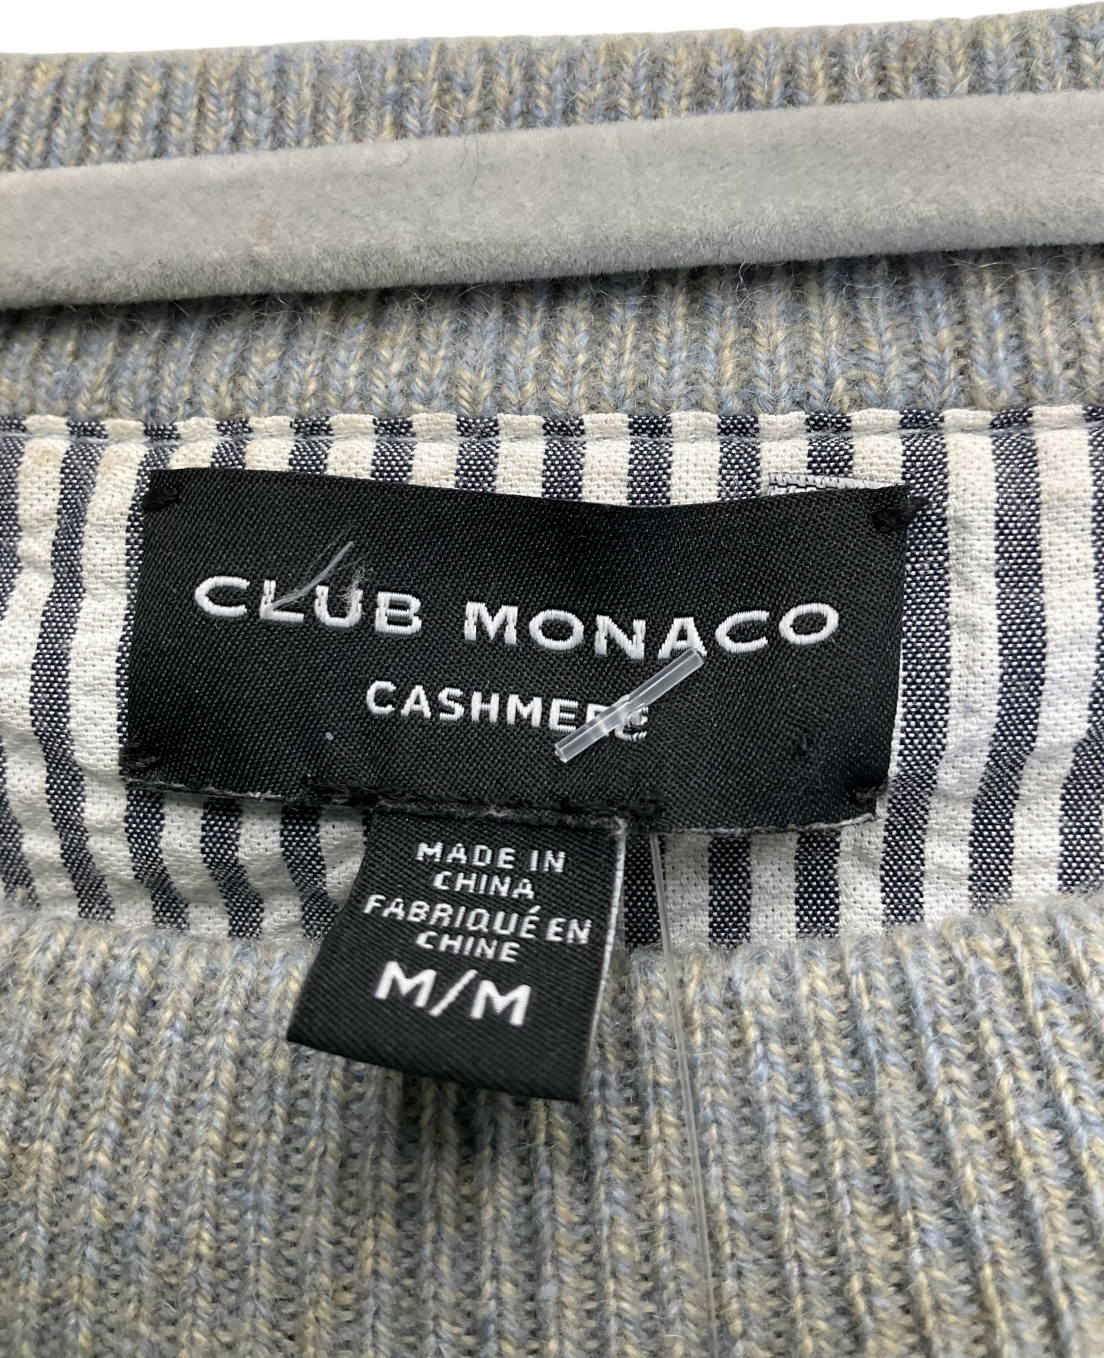 CLUB MONACO
CASHMERE
MADE IN
CHINA
FABRIQUÉ EN
CHINE
M/M